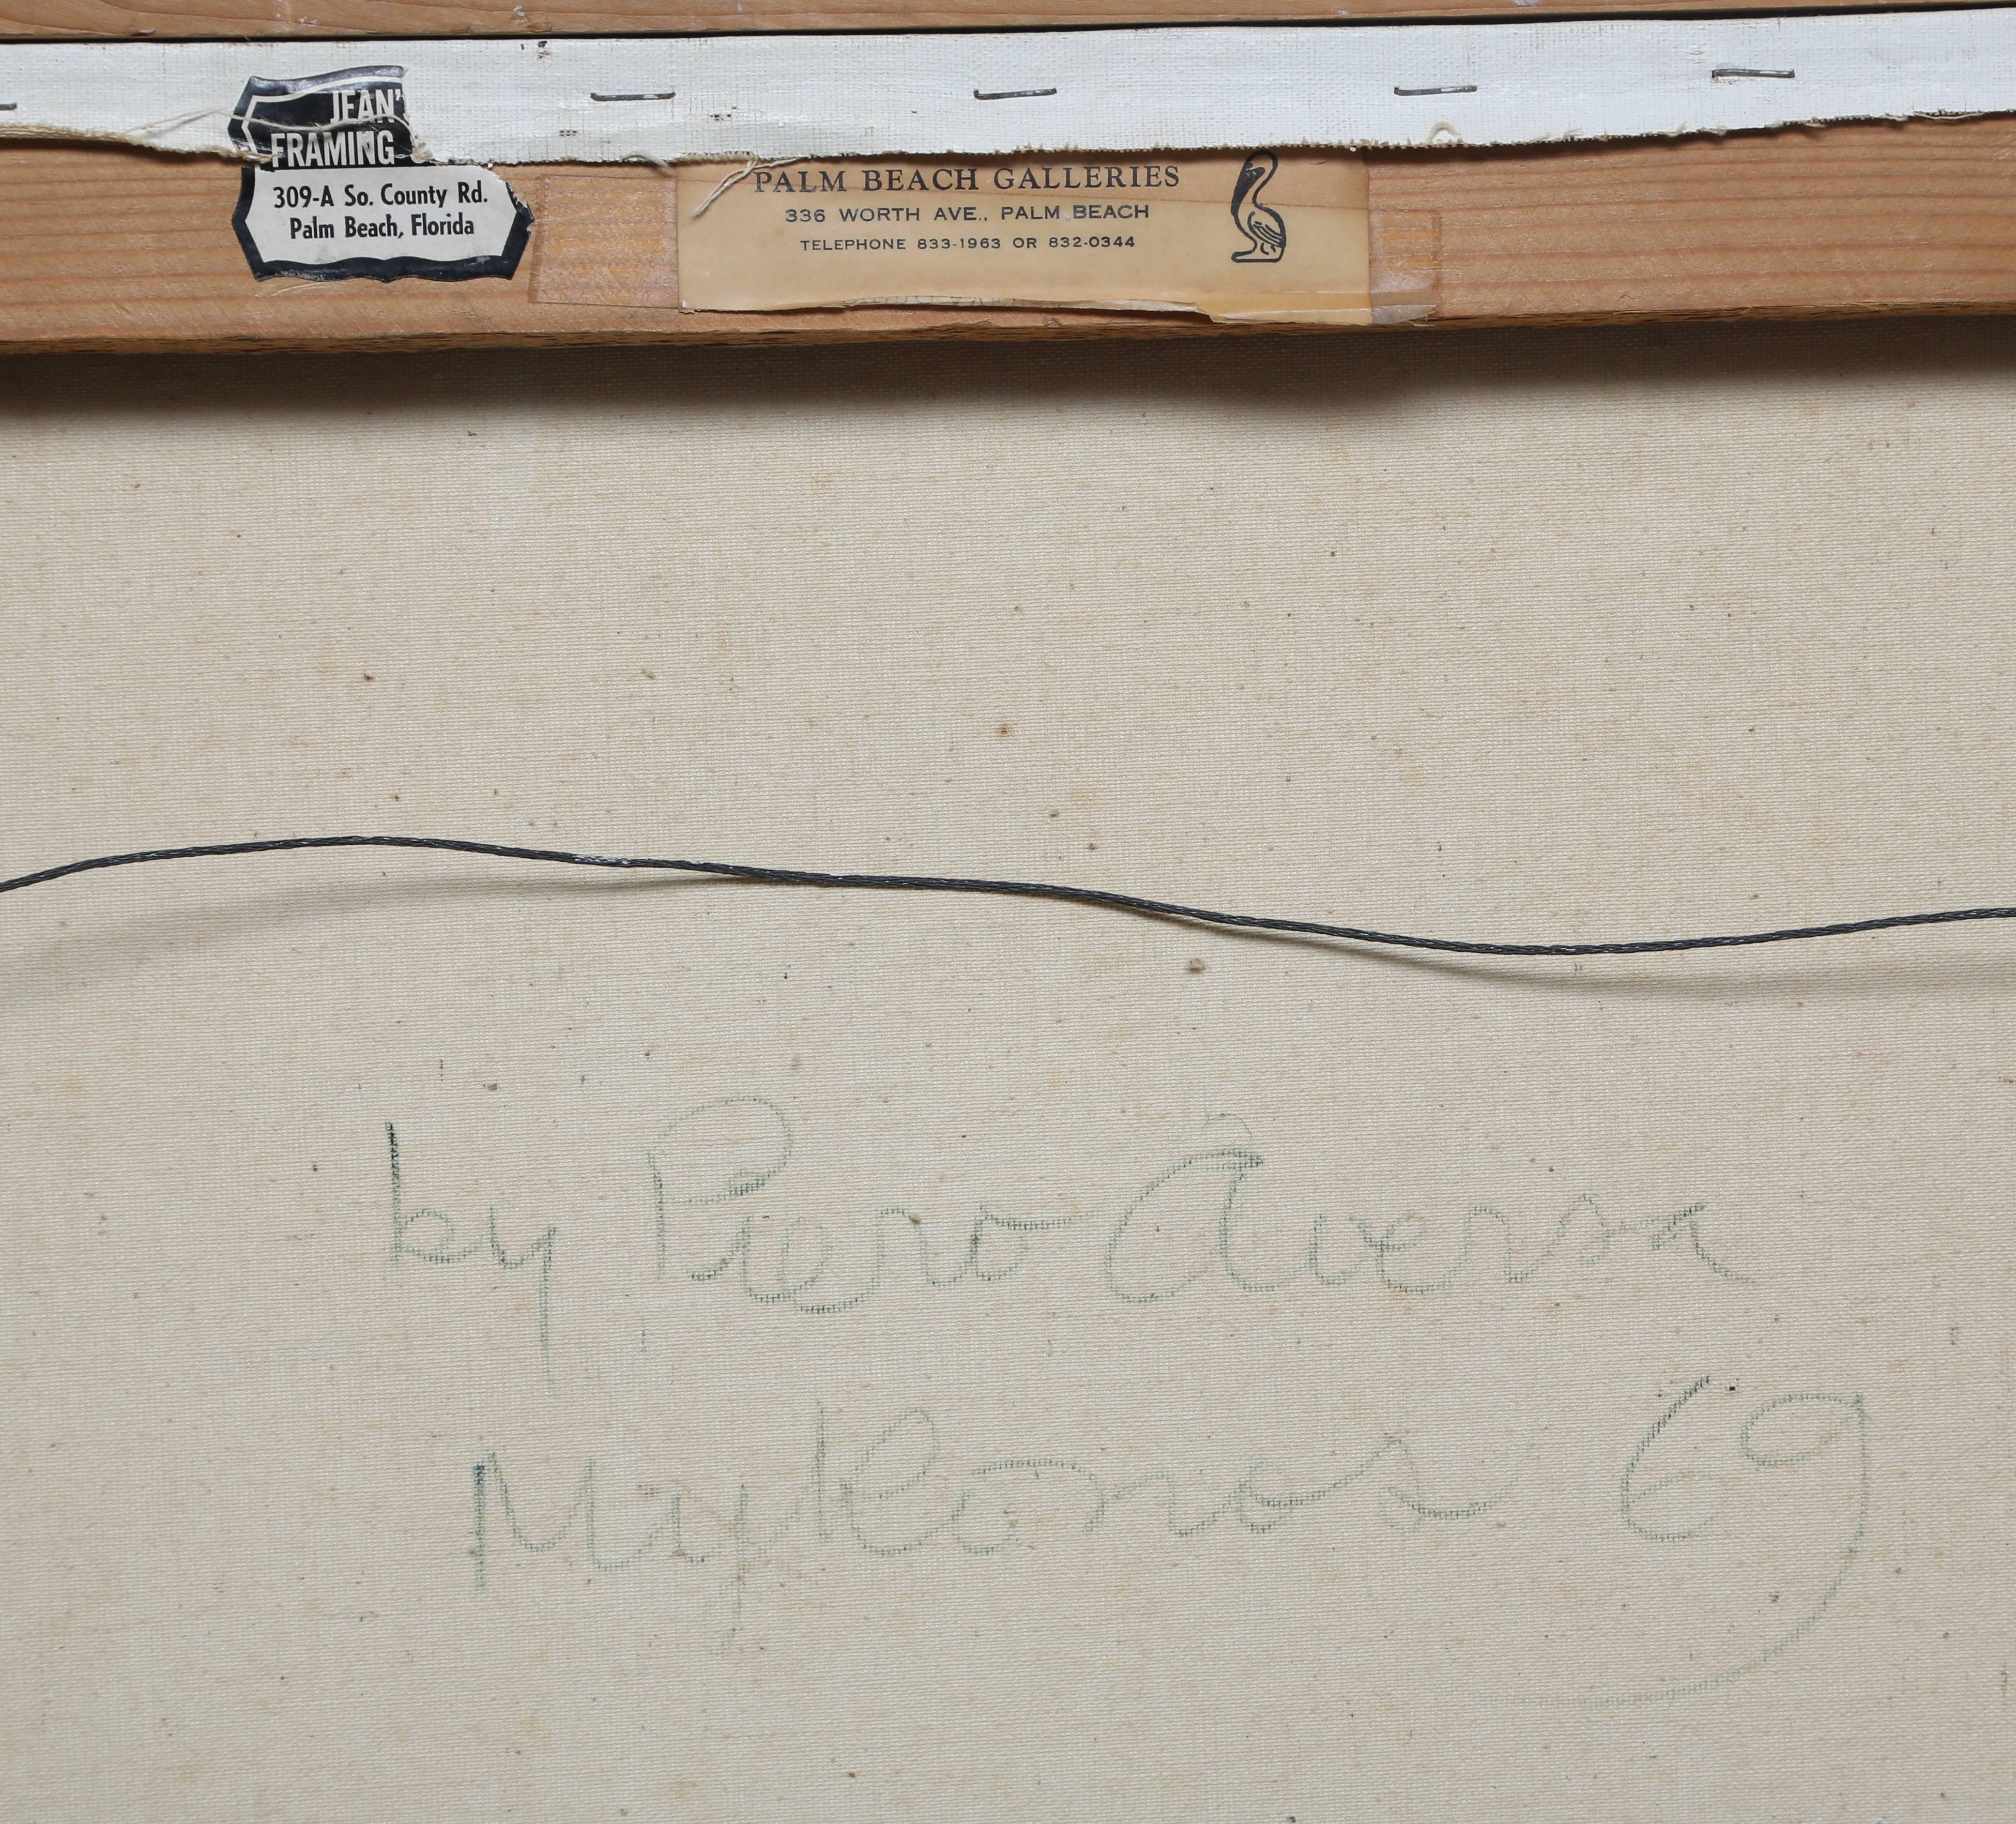 JEAN'
FRAMING
309-A So. County Rd.
Palm Beach, Florida
PALM BEACH GALLERIES
336 WORTH AVE., PALM BEACH
TELEPHONE 833-1963 OR 832-0344
by Piero Aversa
Mykonos 69